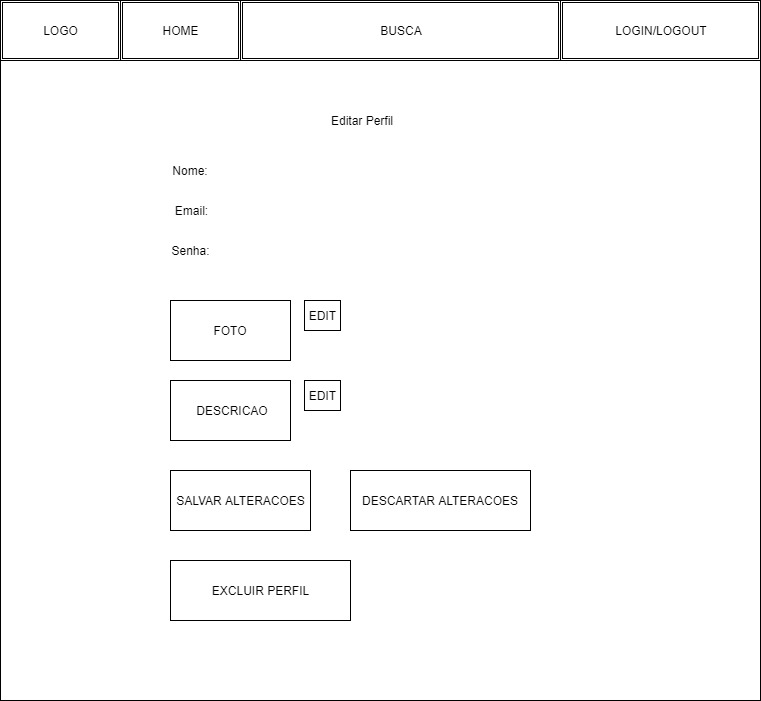 LOGO
HOME
BUSCA
LOGIN/LOGOUT
Editar Perfil
Nome:
Email:
Senha:
FOTO
EDIT
DESCRICAO
EDIT
SALVAR ALTERACOES
DESCARTAR ALTERACOES
EXCLUIR PERFIL